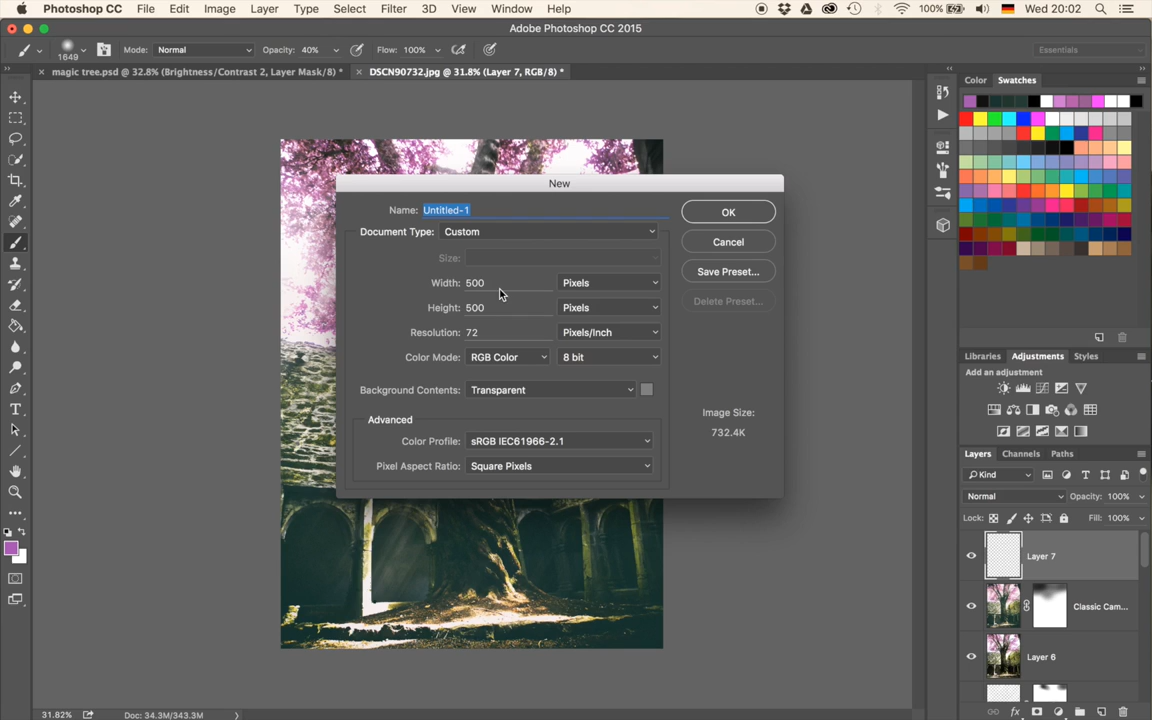 Photoshop CC File Edit Image Layer Type Select Filter 3D View Window Help 100% Wed 20:02
Adobe Photoshop CC 2015
1649 Mode: Normal Opacity: 40% Flow: 100% Essentials
magic tree.psd @ 32.8% (Brightness/Contrast 2, Layer Mask/8) * DSCN90732.jpg @ 31.8% (Layer 7, RGB/8) *
Color Swatches
New
Name: Untitled-1 OK
Document Type: Custom
Cancel
Size:
Save Preset...
Width: 500 Pixels
Delete Preset...
Height: 500 Pixels
Resolution: 72 Pixels/Inch
Color Mode: RGB Color 8 bit
Background Contents: Transparent
Image Size:
732.4K
Advanced
Color Profile: sRGB IEC61966-2.1
Pixel Aspect Ratio: Square Pixels
Libraries Adjustments Styles
Add an adjustment
Layers Channels Paths
Kind
Normal Opacity: 100%
Lock: Fill: 100%
Layer 7
Classic Cam...
Layer 6
fx
31.82% Doc: 34.3M/343.3M